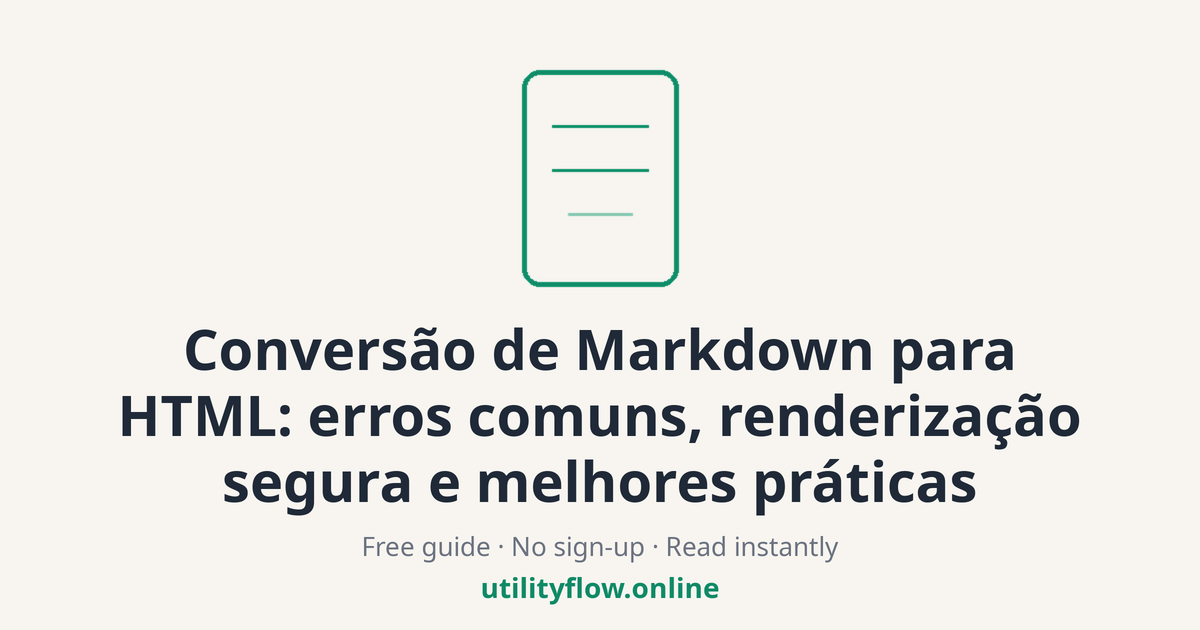 Conversão de Markdown para
HTML: erros comuns, renderização
segura e melhores práticas
Free guide · No sign-up · Read instantly
utilityflow.online